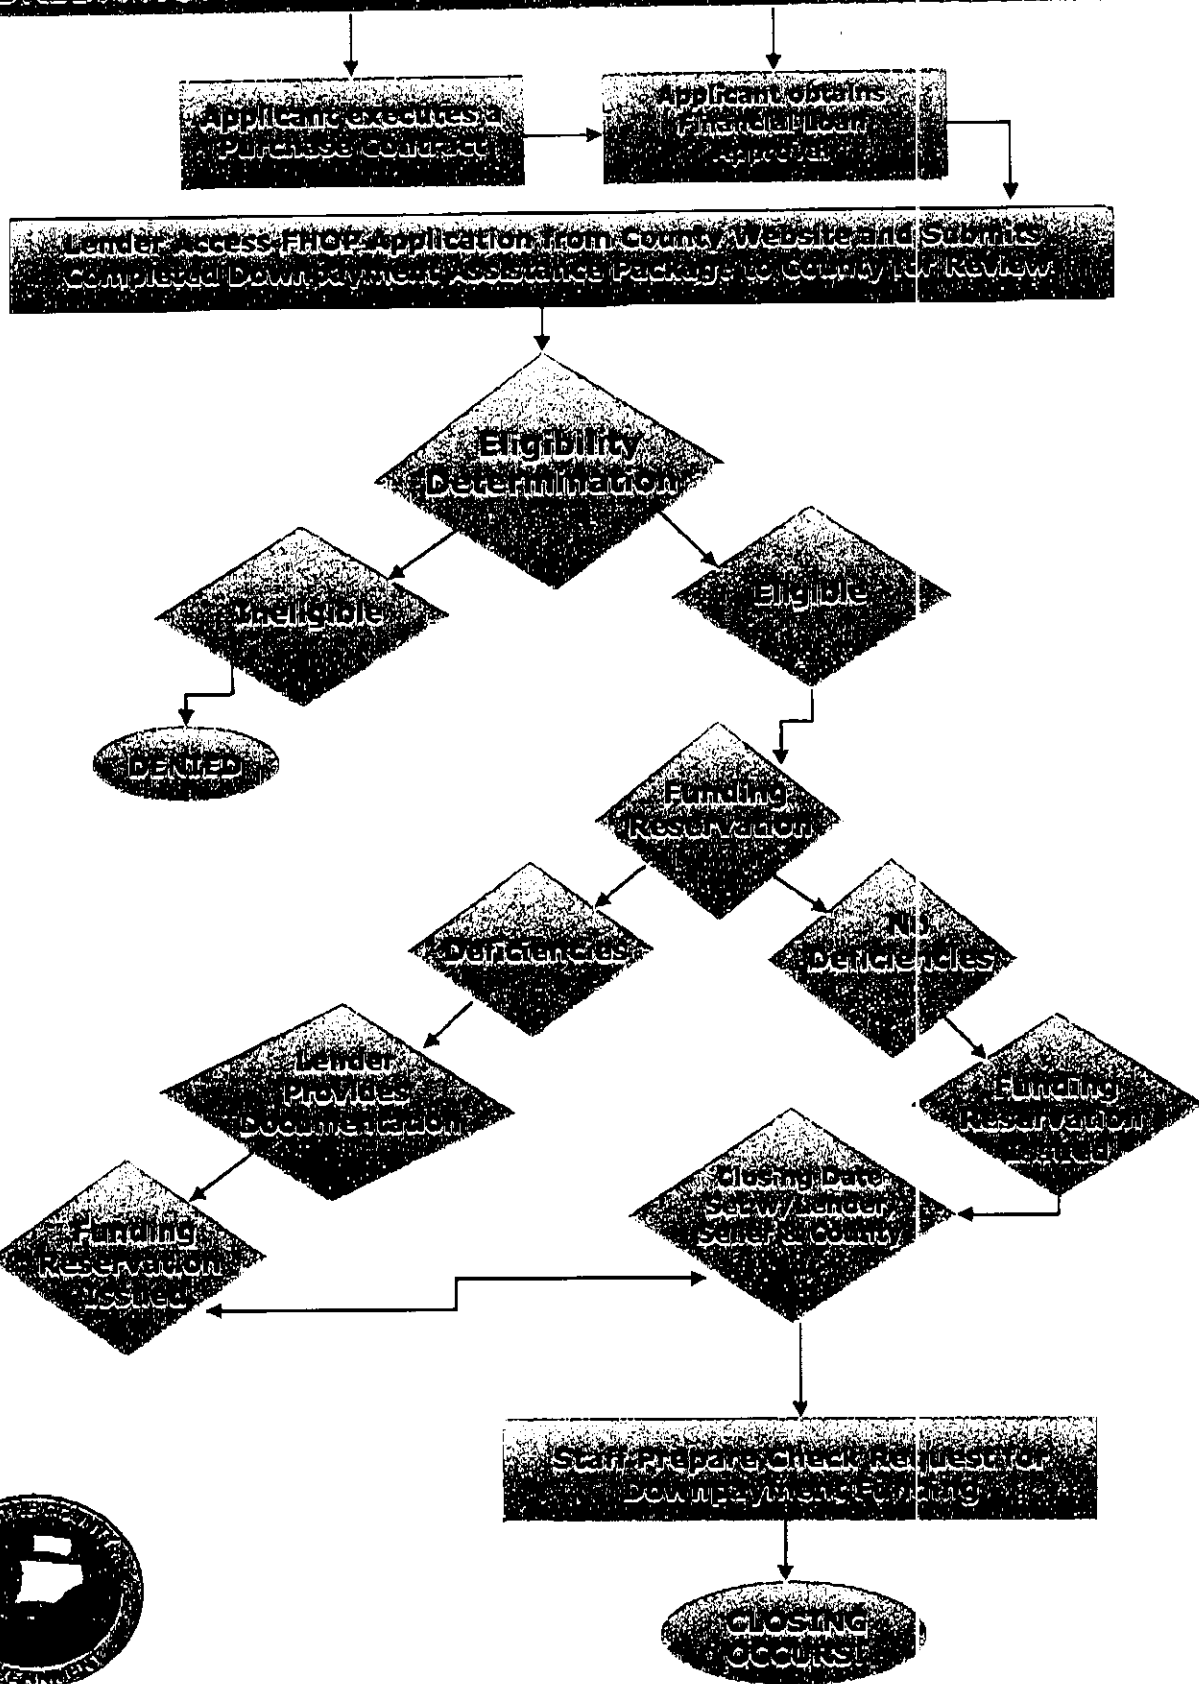 Applicant executes a
Purchase Contract
Applicant obtains
Financial Loan
Approval
Lender Access FHOP Application from County Website and Submits
Completed Downpayment Assistance Package to County for Review
Eligibility
Determination
Ineligible
Eligible
DENIED
Funding
Reservation
Deficiencies
No
Deficiencies
Lender
Provides
Documentation
Funding
Reservation
Issued
Closing Date
Set w/Lender,
Seller & County
Funding
Reservation
Issued
Staff Prepare Check Request for
Downpayment Funding
CLOSING
OCCURS!